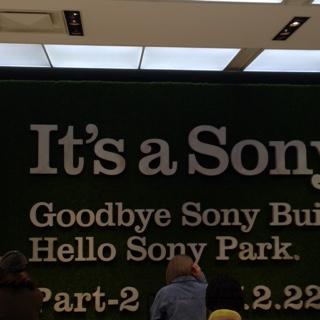 It's a Sony
Goodbye Sony Bui
Hello Sony Park.
Part-2 2.22